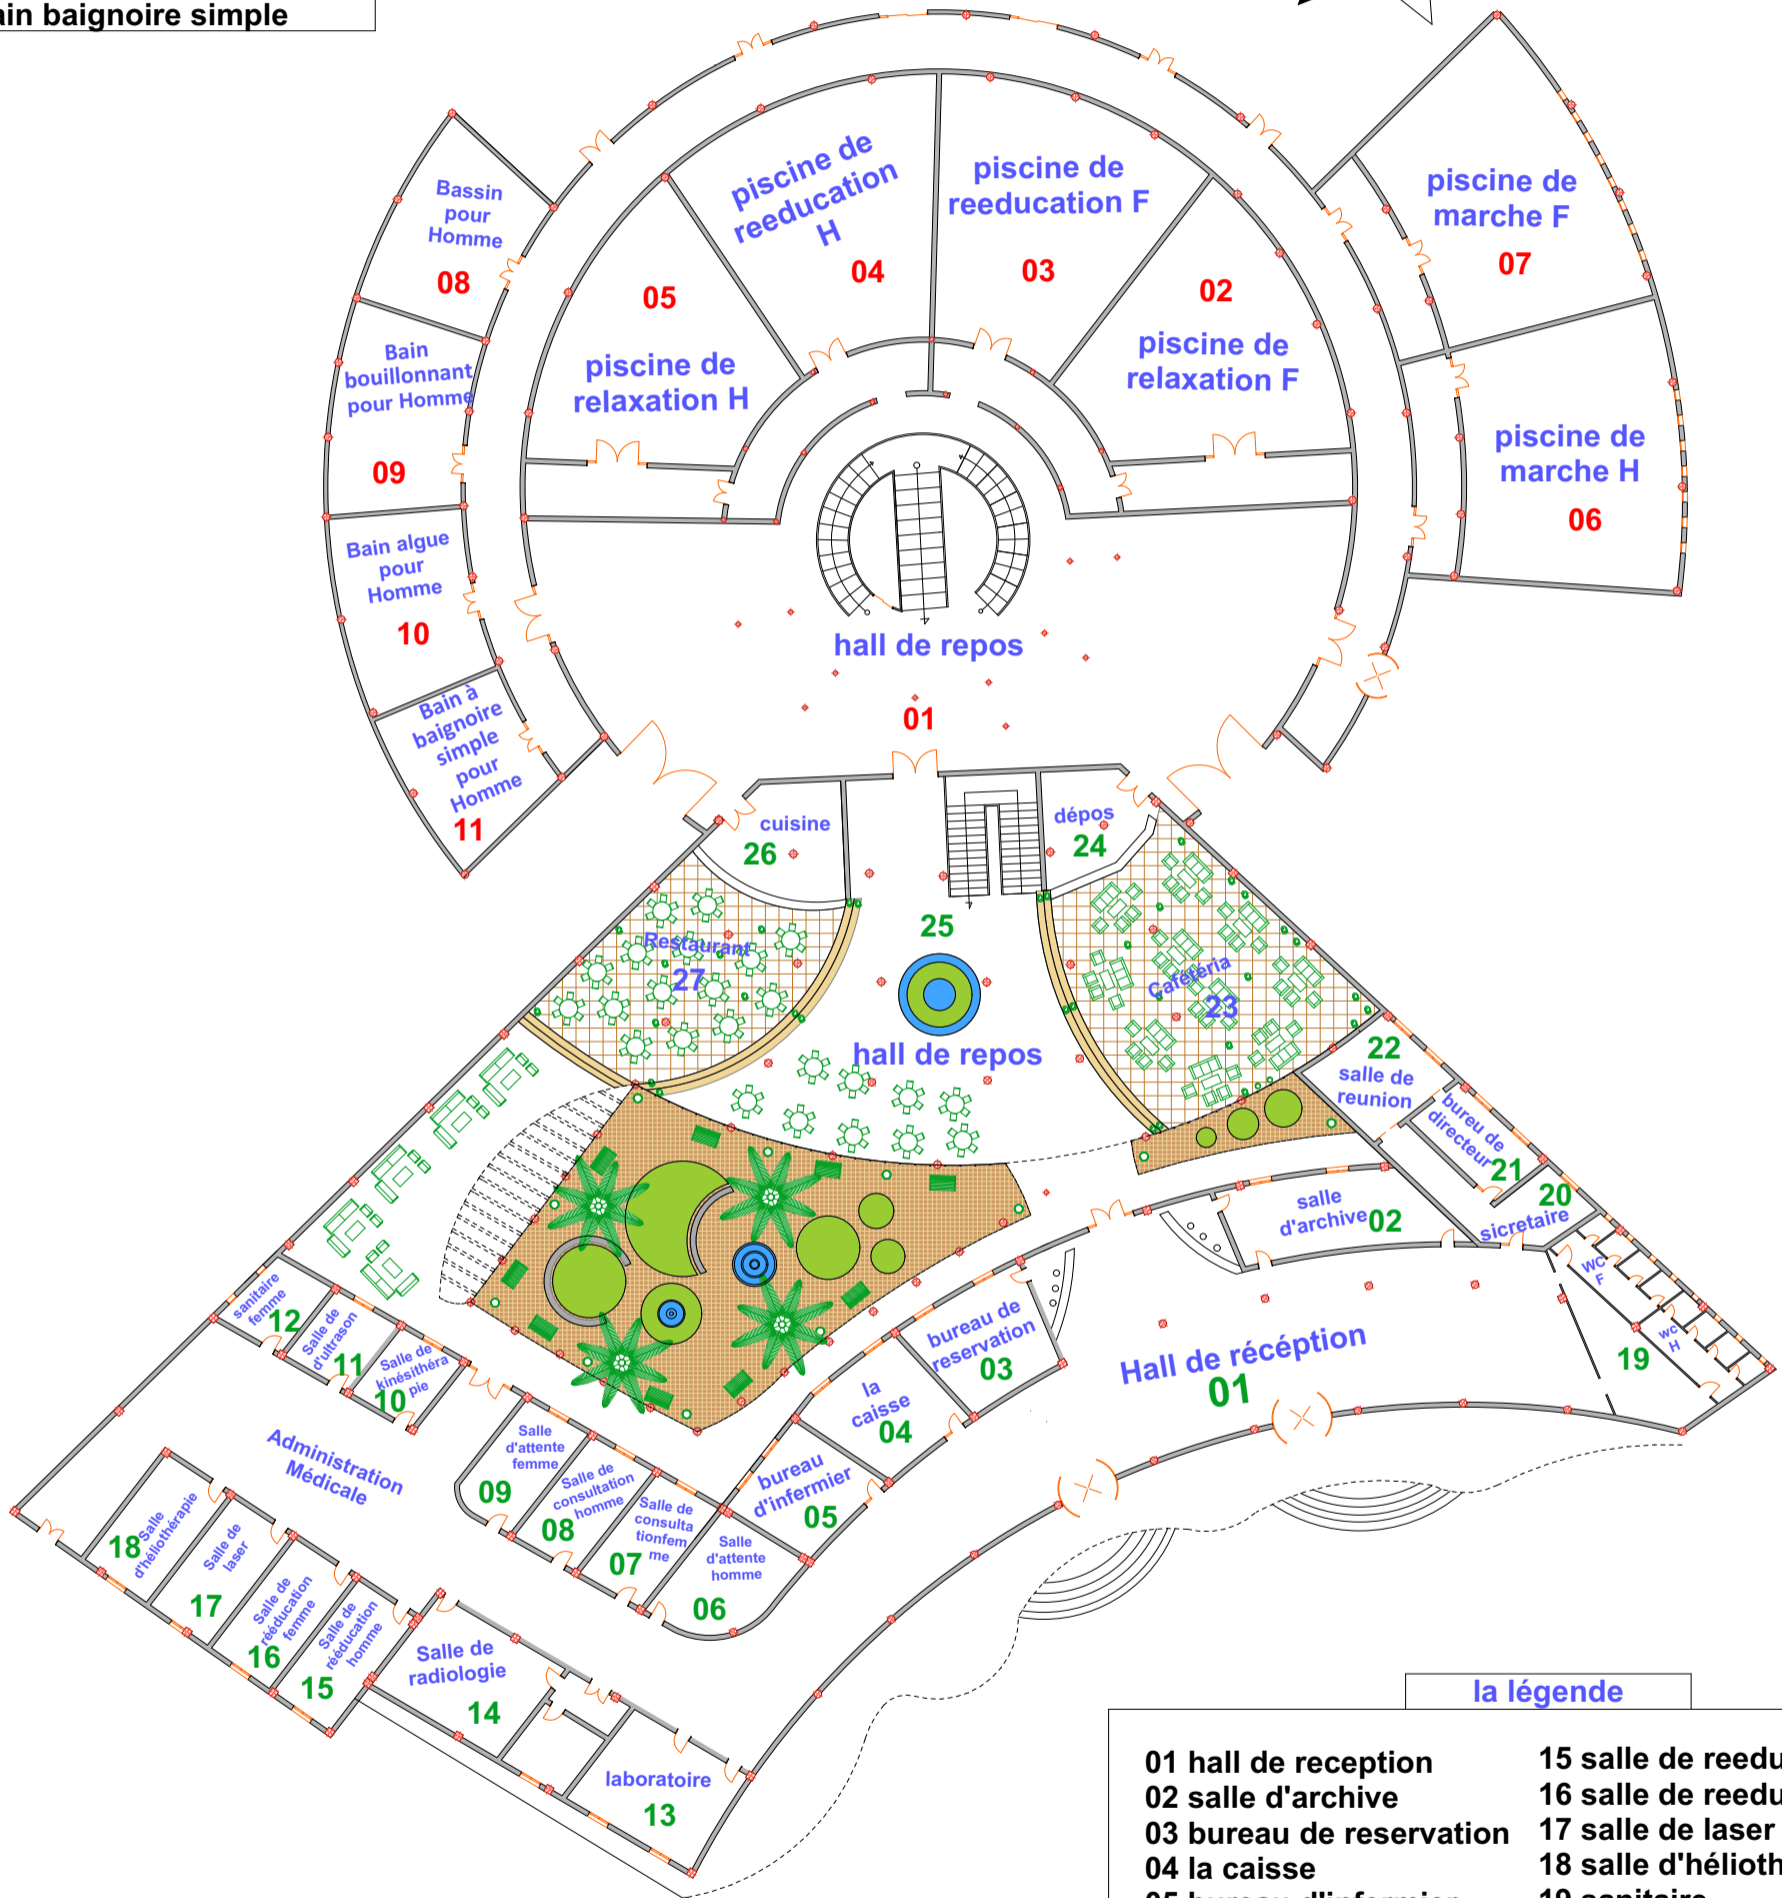 ain baignoire simple
Bassin
pour
Homme
08
Bain
bouillonnant
pour Homme
09
Bain algue
pour
Homme
10
Bain à
baignoire
simple
pour
Homme
11
05
piscine de
relaxation H
piscine de
reeducation
H
04
piscine de
reeducation F
03
02
piscine de
relaxation F
piscine de
marche F
07
piscine de
marche H
06
hall de repos
01
cuisine
26
dépos
24
25
Restaurant
27
Cafétéria
23
hall de repos
22
salle de
reunion
bureu de
directeur
21
20
sicretaire
salle
d'archive
02
WC
F
wc
H
19
Hall de récéption
01
bureau de
reservation
03
la
caisse
04
bureau
d'infermier
05
sanitaire
femme
12
Salle de
d'ultrason
11
Salle de
kinésithéra
pie
10
Administration
Médicale
Salle
d'attente
femme
09
Salle de
consultation
homme
08
Salle de
consulta
tionfem
me
07
Salle
d'attente
homme
06
18
Salle
d'héliothérapie
Salle de
laser
17
Salle de
rééducation
femme
16
Salle de
rééducation
homme
15
Salle de
radiologie
14
laboratoire
13
la légende
01 hall de reception
02 salle d'archive
03 bureau de reservation
04 la caisse
05 bureau d'infermier
15 salle de reedu
16 salle de reedu
17 salle de laser
18 salle d'hélioth
19 sanitaire